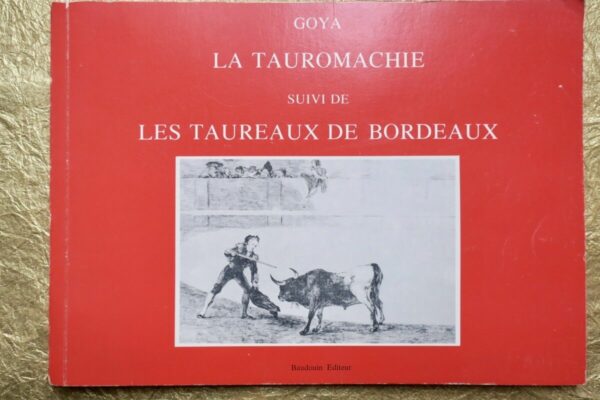 GOYA
LA TAUROMACHIE
SUIVI DE
LES TAUREAUX DE BORDEAUX
Baudouin Editeur